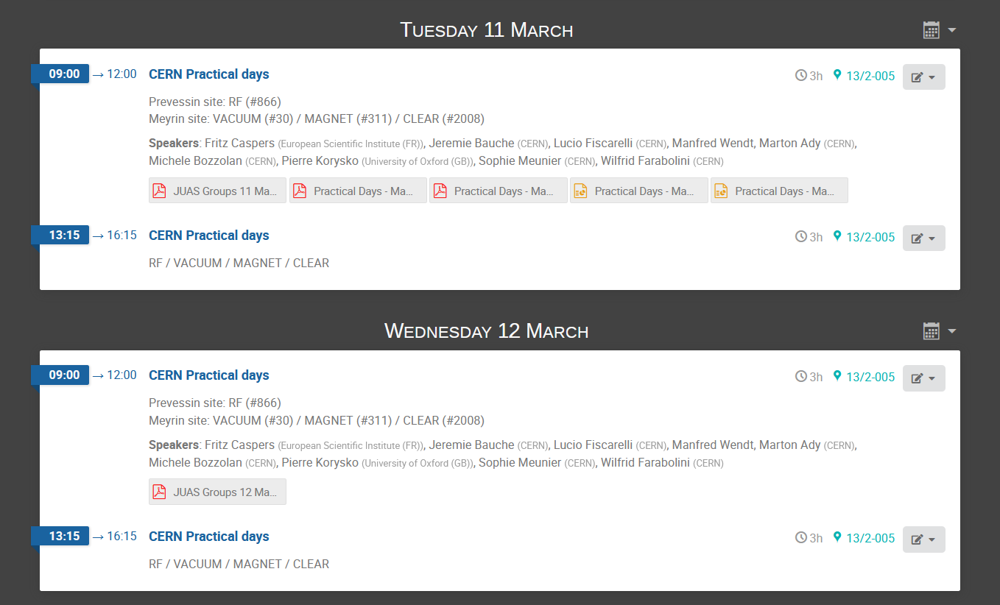 TUESDAY 11 MARCH
09:00 → 12:00 CERN Practical days 3h 13/2-005
Prevessin site: RF (#866)
Meyrin site: VACUUM (#30) / MAGNET (#311) / CLEAR (#2008)
Speakers: Fritz Caspers (European Scientific Institute (FR)), Jeremie Bauche (CERN), Lucio Fiscarelli (CERN), Manfred Wendt, Marton Ady (CERN),
Michele Bozzolan (CERN), Pierre Korysko (University of Oxford (GB)), Sophie Meunier (CERN), Wilfrid Farabolini (CERN)
JUAS Groups 11 Ma... Practical Days - Ma... Practical Days - Ma... Practical Days - Ma... Practical Days - Ma...
13:15 → 16:15 CERN Practical days 3h 13/2-005
RF / VACUUM / MAGNET / CLEAR
WEDNESDAY 12 MARCH
09:00 → 12:00 CERN Practical days 3h 13/2-005
Prevessin site: RF (#866)
Meyrin site: VACUUM (#30) / MAGNET (#311) / CLEAR (#2008)
Speakers: Fritz Caspers (European Scientific Institute (FR)), Jeremie Bauche (CERN), Lucio Fiscarelli (CERN), Manfred Wendt, Marton Ady (CERN),
Michele Bozzolan (CERN), Pierre Korysko (University of Oxford (GB)), Sophie Meunier (CERN), Wilfrid Farabolini (CERN)
JUAS Groups 12 Ma...
13:15 → 16:15 CERN Practical days 3h 13/2-005
RF / VACUUM / MAGNET / CLEAR